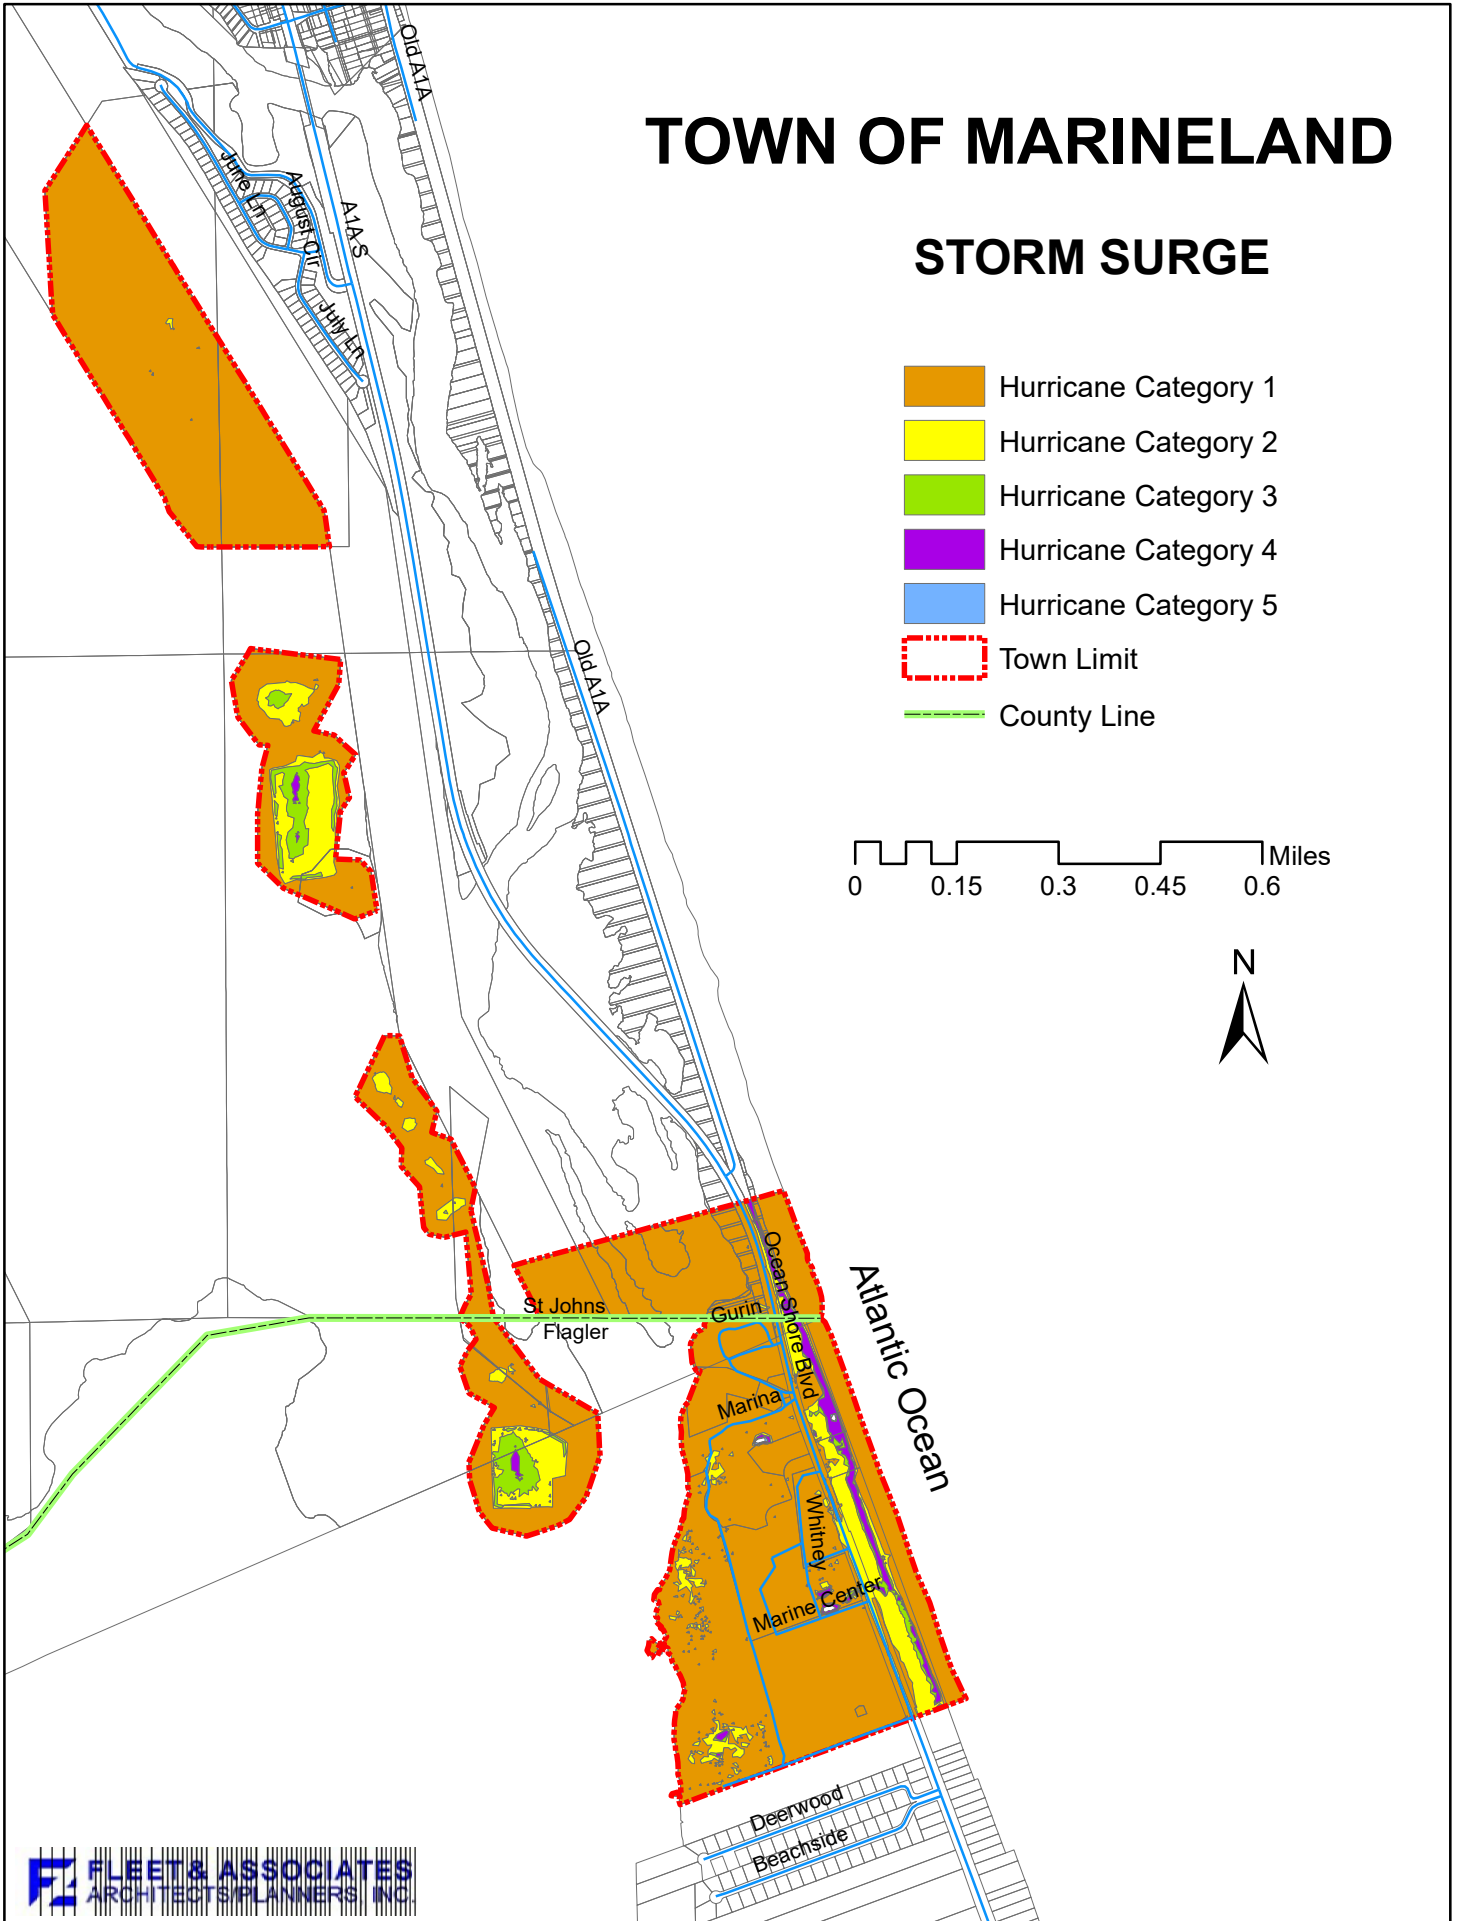 TOWN OF MARINELAND
STORM SURGE
Hurricane Category 1
Hurricane Category 2
Hurricane Category 3
Hurricane Category 4
Hurricane Category 5
Town Limit
County Line
Miles
0 0.15 0.3 0.45 0.6
N
Old A1A
June Ln
August Cir
A1A S
July Ln
Old A1A
Ocean Shore Blvd
Atlantic Ocean
St Johns
Flagler
Gurin
Marina
Whitney
Marine Center
Deerwood
Beachside
FLEET & ASSOCIATES
ARCHITECTS/PLANNERS, INC.